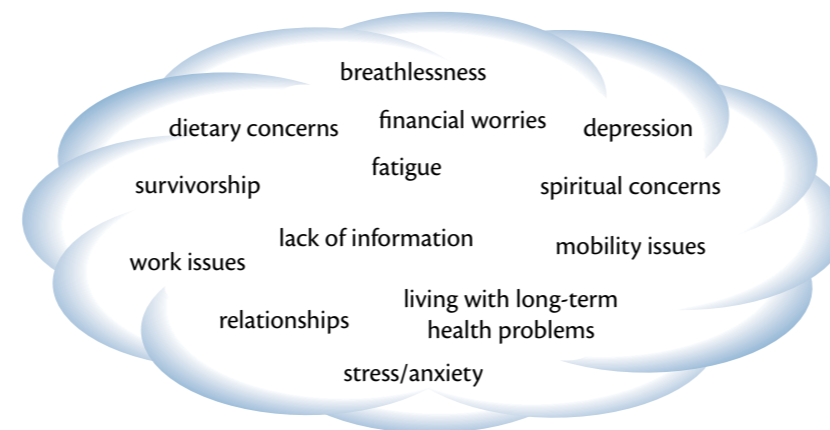 breathlessness
financial worries
dietary concerns
depression
fatigue
survivorship
spiritual concerns
lack of information
mobility issues
work issues
living with long-term
health problems
relationships
stress/anxiety